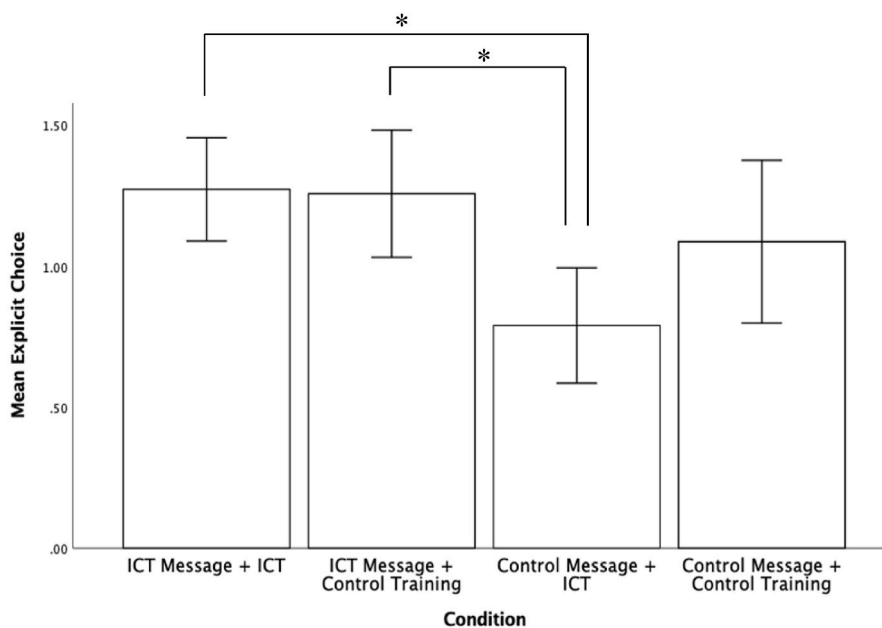 *
*
1.50
1.00
.50
.00
Mean Explicit Choice
ICT Message + ICT
ICT Message +
Control Training
Control Message +
ICT
Control Message +
Control Training
Condition